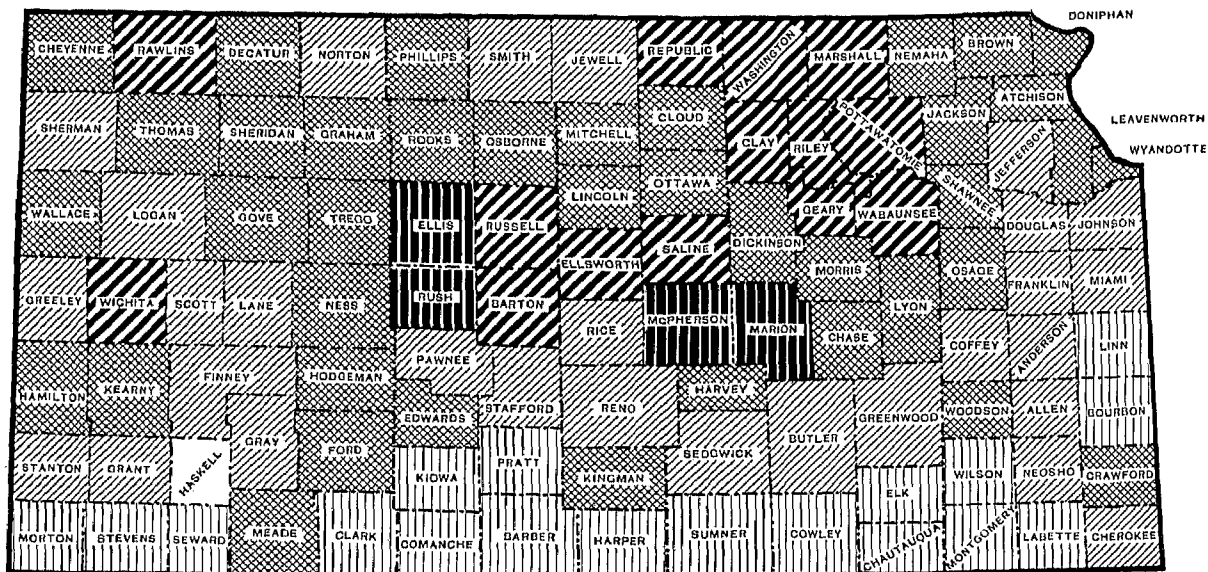 DONIPHAN
CHEYENNE RAWLINS DECATUR NORTON PHILLIPS SMITH JEWELL REPUBLIC WASHINGTON MARSHALL NEMAHA BROWN
ATCHISON
LEAVENWORTH
WYANDOTTE
SHERMAN THOMAS SHERIDAN GRAHAM ROOKS OSBORNE MITCHELL CLOUD CLAY RILEY POTTAWATOMIE JACKSON JEFFERSON
WALLACE LOGAN GOVE TREGO ELLIS RUSSELL LINCOLN OTTAWA GEARY WABAUNSEE SHAWNEE DOUGLAS JOHNSON
ELLSWORTH SALINE DICKINSON MORRIS OSAGE FRANKLIN MIAMI
GREELEY WICHITA SCOTT LANE NESS RUSH BARTON RICE MCPHERSON MARION CHASE LYON COFFEY ANDERSON LINN
HAMILTON KEARNY FINNEY HODGEMAN PAWNEE STAFFORD RENO HARVEY BUTLER GREENWOOD WOODSON ALLEN BOURBON
EDWARDS
STANTON GRANT HASKELL GRAY FORD KIOWA PRATT KINGMAN SEDGWICK ELK WILSON NEOSHO CRAWFORD
MORTON STEVENS SEWARD MEADE CLARK COMANCHE BARBER HARPER SUMNER COWLEY CHAUTAUQUA MONTGOMERY LABETTE CHEROKEE